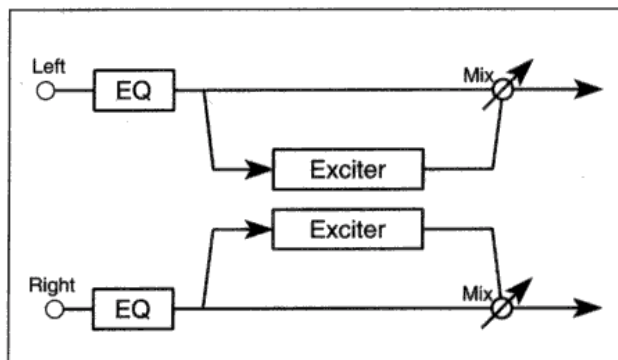 Left
EQ
Mix
Exciter
Exciter
Right
EQ
Mix